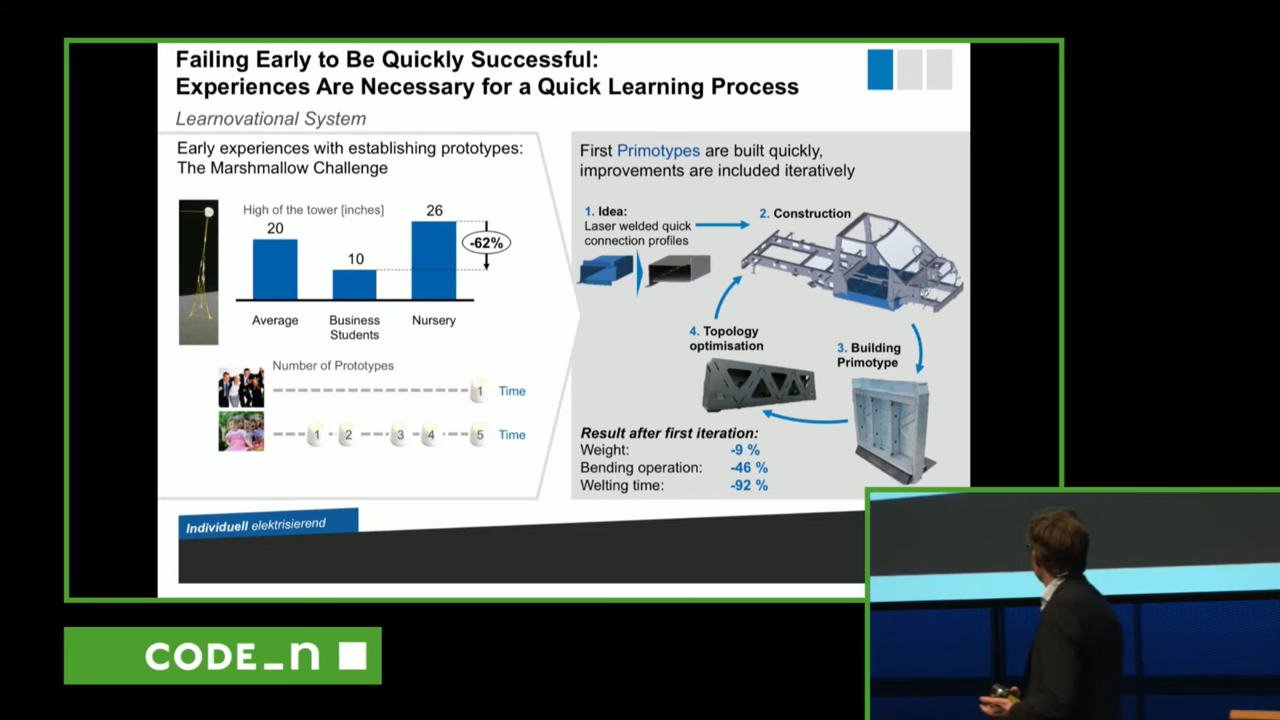 Failing Early to Be Quickly Successful:
Experiences Are Necessary for a Quick Learning Process
Learnovational System
Early experiences with establishing prototypes:
The Marshmallow Challenge
High of the tower [inches]
20
10
26
-62%
Average
Business
Students
Nursery
Number of Prototypes
1 Time
1 2 3 4 5 Time
First Primotypes are built quickly,
improvements are included iteratively
1. Idea:
Laser welded quick
connection profiles
2. Construction
3. Building
Primotype
4. Topology
optimisation
Result after first iteration:
Weight: -9 %
Bending operation: -46 %
Welting time: -92 %
Individuell elektrisierend
CODE_n